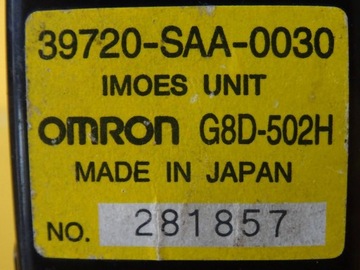 39720-SAA-0030
IMOES UNIT
OMRON G8D-502H
MADE IN JAPAN
NO. 281857